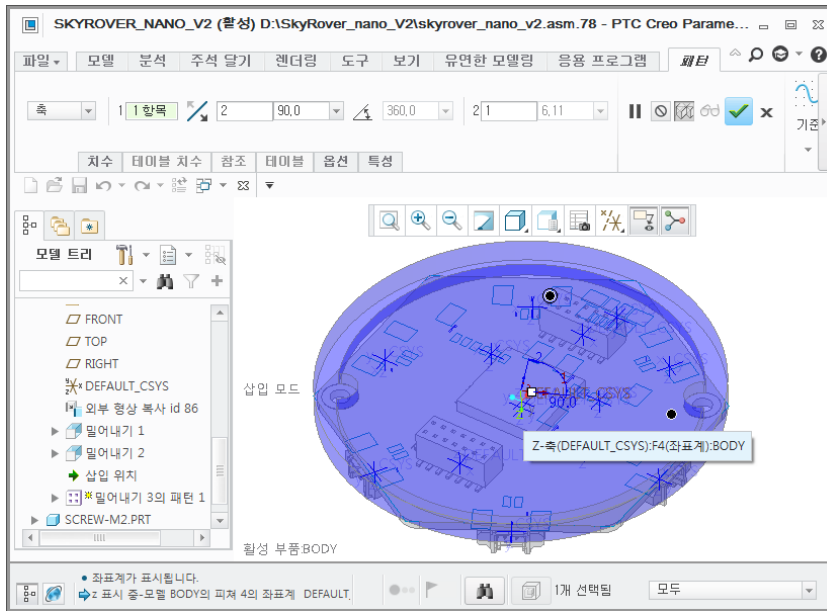 SKYROVER_NANO_V2 (활성) D:\SkyRover_nano_V2\skyrover_nano_v2.asm.78 - PTC Creo Parame...
파일 모델 분석 주석 달기 렌더링 도구 보기 유연한 모델링 응용 프로그램 패턴
축 1 1 항목 2 90,0 360,0 2 1 6,11
기준
치수 테이블 치수 참조 테이블 옵션 특성
모델 트리
FRONT
TOP
RIGHT
DEFAULT_CSYS
외부 형상 복사 id 86
밀어내기 1
밀어내기 2
삽입 위치
밀어내기 3의 패턴 1
SCREW-M2.PRT
삽입 모드
DEFAULT_CSYS
90,0
Z-축(DEFAULT_CSYS):F4(좌표계):BODY
활성 부품:BODY
좌표계가 표시됩니다.
z 표시 중-모델 BODY의 피쳐 4의 좌표계 DEFAULT_
1개 선택됨
모두